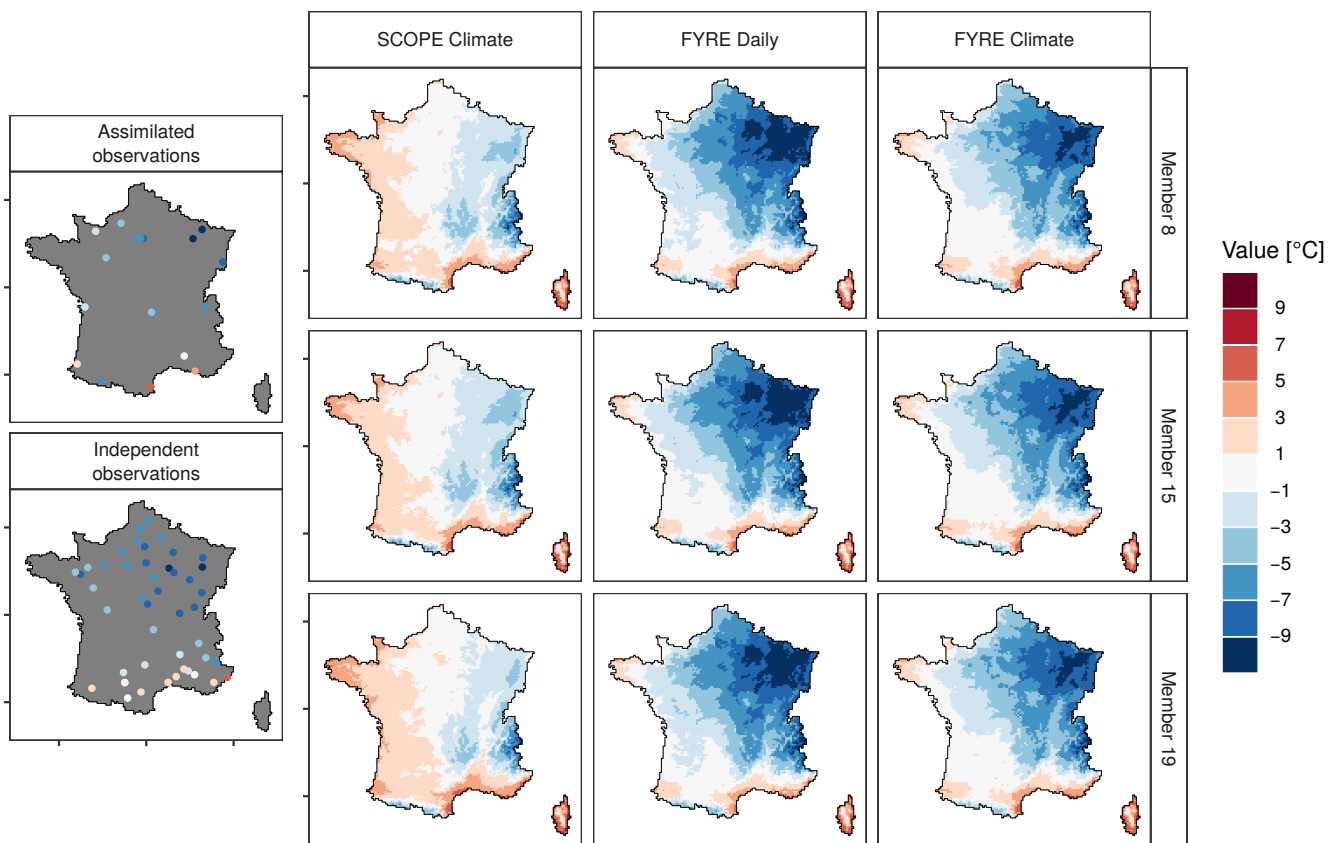 SCOPE Climate
FYRE Daily
FYRE Climate
Assimilated
observations
Independent
observations
Member 8
Member 15
Member 19
Value [°C]
9
7
5
3
1
−1
−3
−5
−7
−9